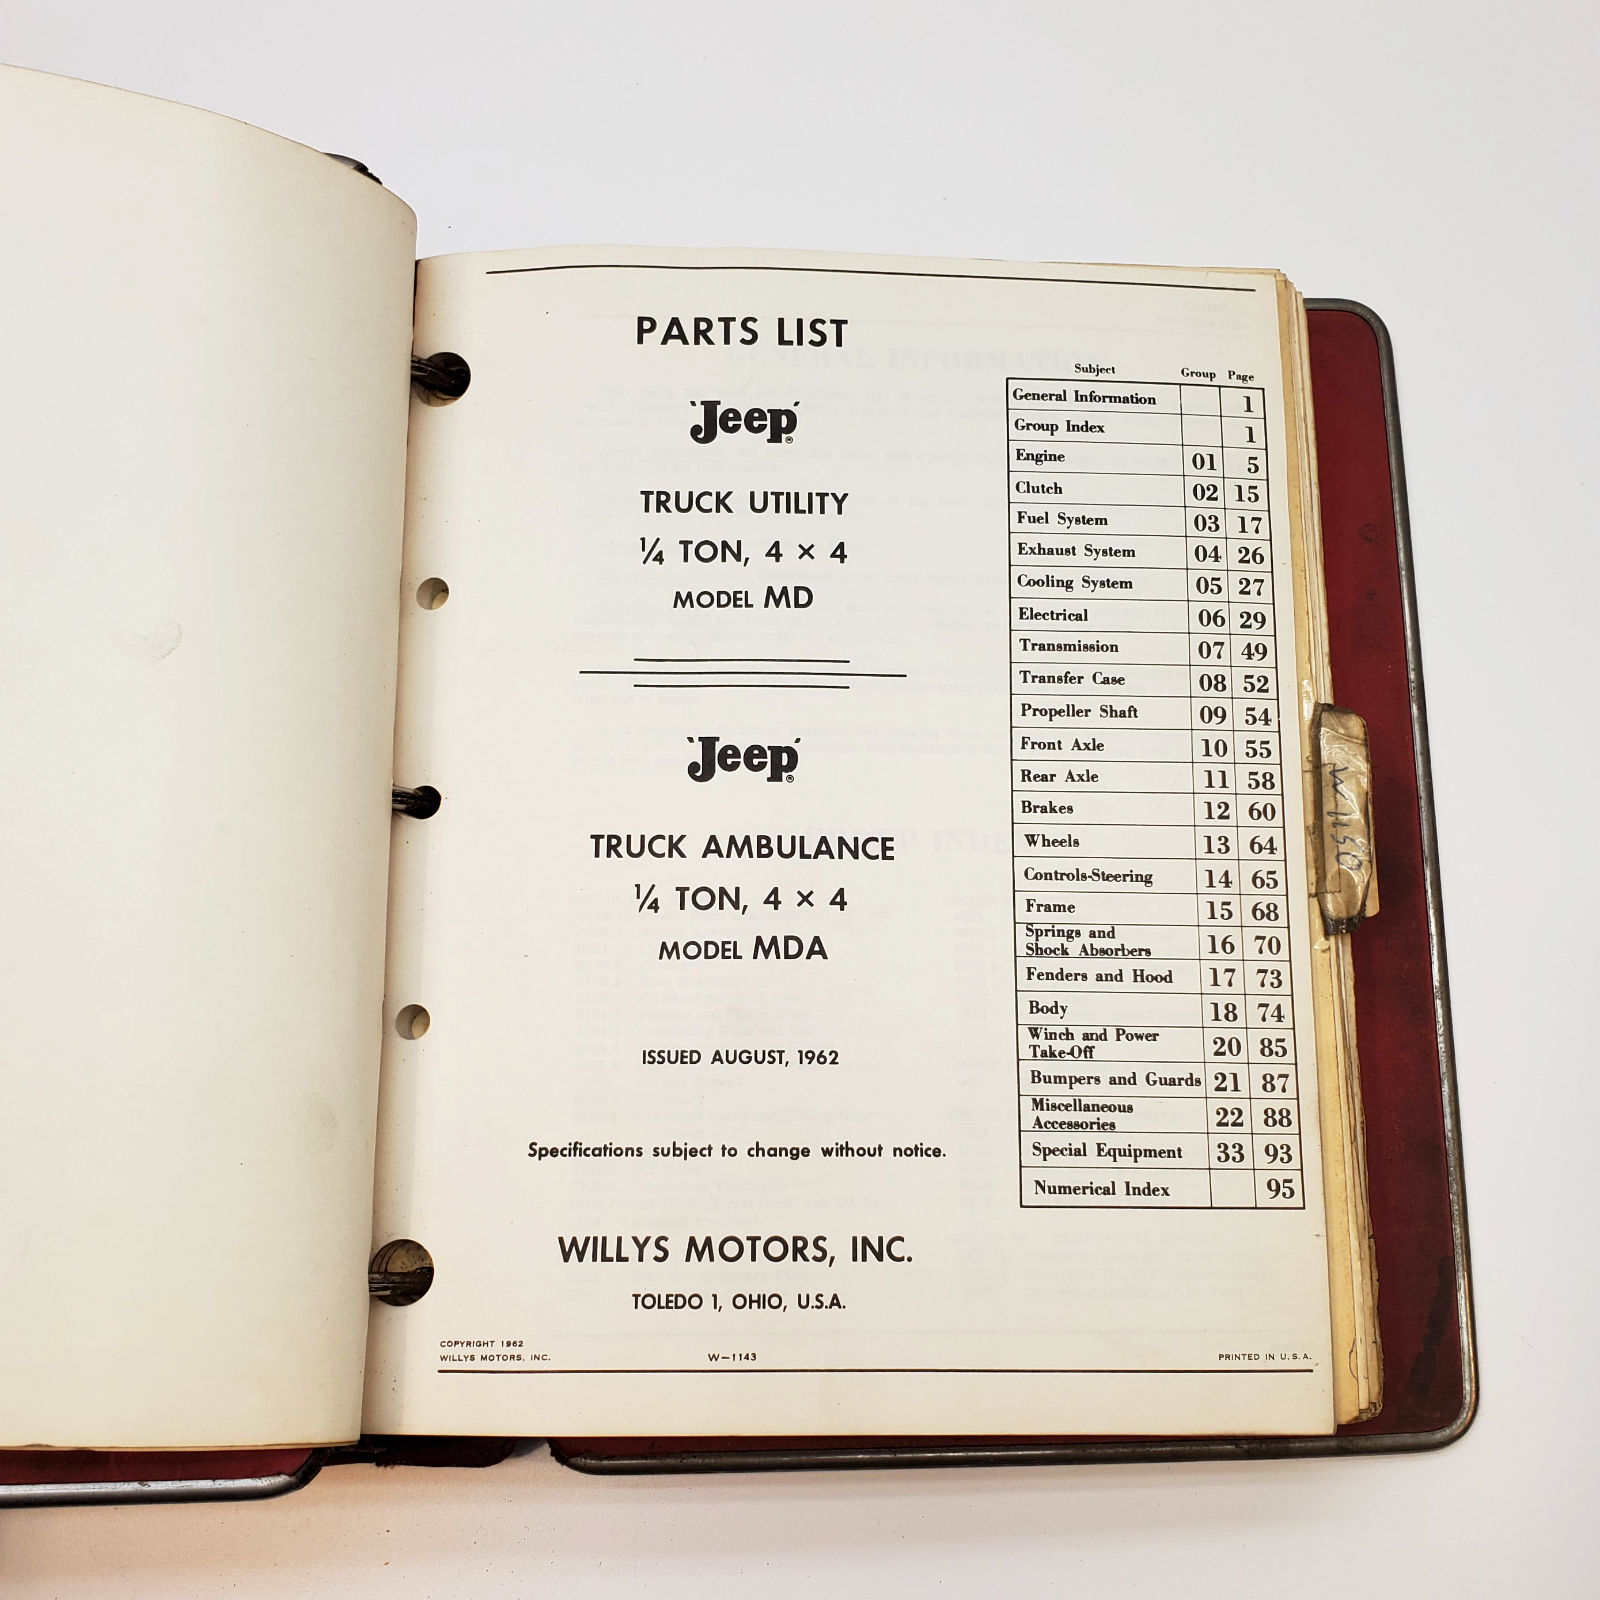 PARTS LIST
'Jeep'®
TRUCK UTILITY
¼ TON, 4 × 4
MODEL MD
'Jeep'®
TRUCK AMBULANCE
¼ TON, 4 × 4
MODEL MDA
ISSUED AUGUST, 1962
Specifications subject to change without notice.
WILLYS MOTORS, INC.
TOLEDO 1, OHIO, U.S.A.
Subject Group Page
General Information 1
Group Index 1
Engine 01 5
Clutch 02 15
Fuel System 03 17
Exhaust System 04 26
Cooling System 05 27
Electrical 06 29
Transmission 07 49
Transfer Case 08 52
Propeller Shaft 09 54
Front Axle 10 55
Rear Axle 11 58
Brakes 12 60
Wheels 13 64
Controls-Steering 14 65
Frame 15 68
Springs and
Shock Absorbers 16 70
Fenders and Hood 17 73
Body 18 74
Winch and Power
Take-Off 20 85
Bumpers and Guards 21 87
Miscellaneous
Accessories 22 88
Special Equipment 33 93
Numerical Index 95
COPYRIGHT 1962
WILLYS MOTORS, INC.
W—1143
PRINTED IN U.S.A.